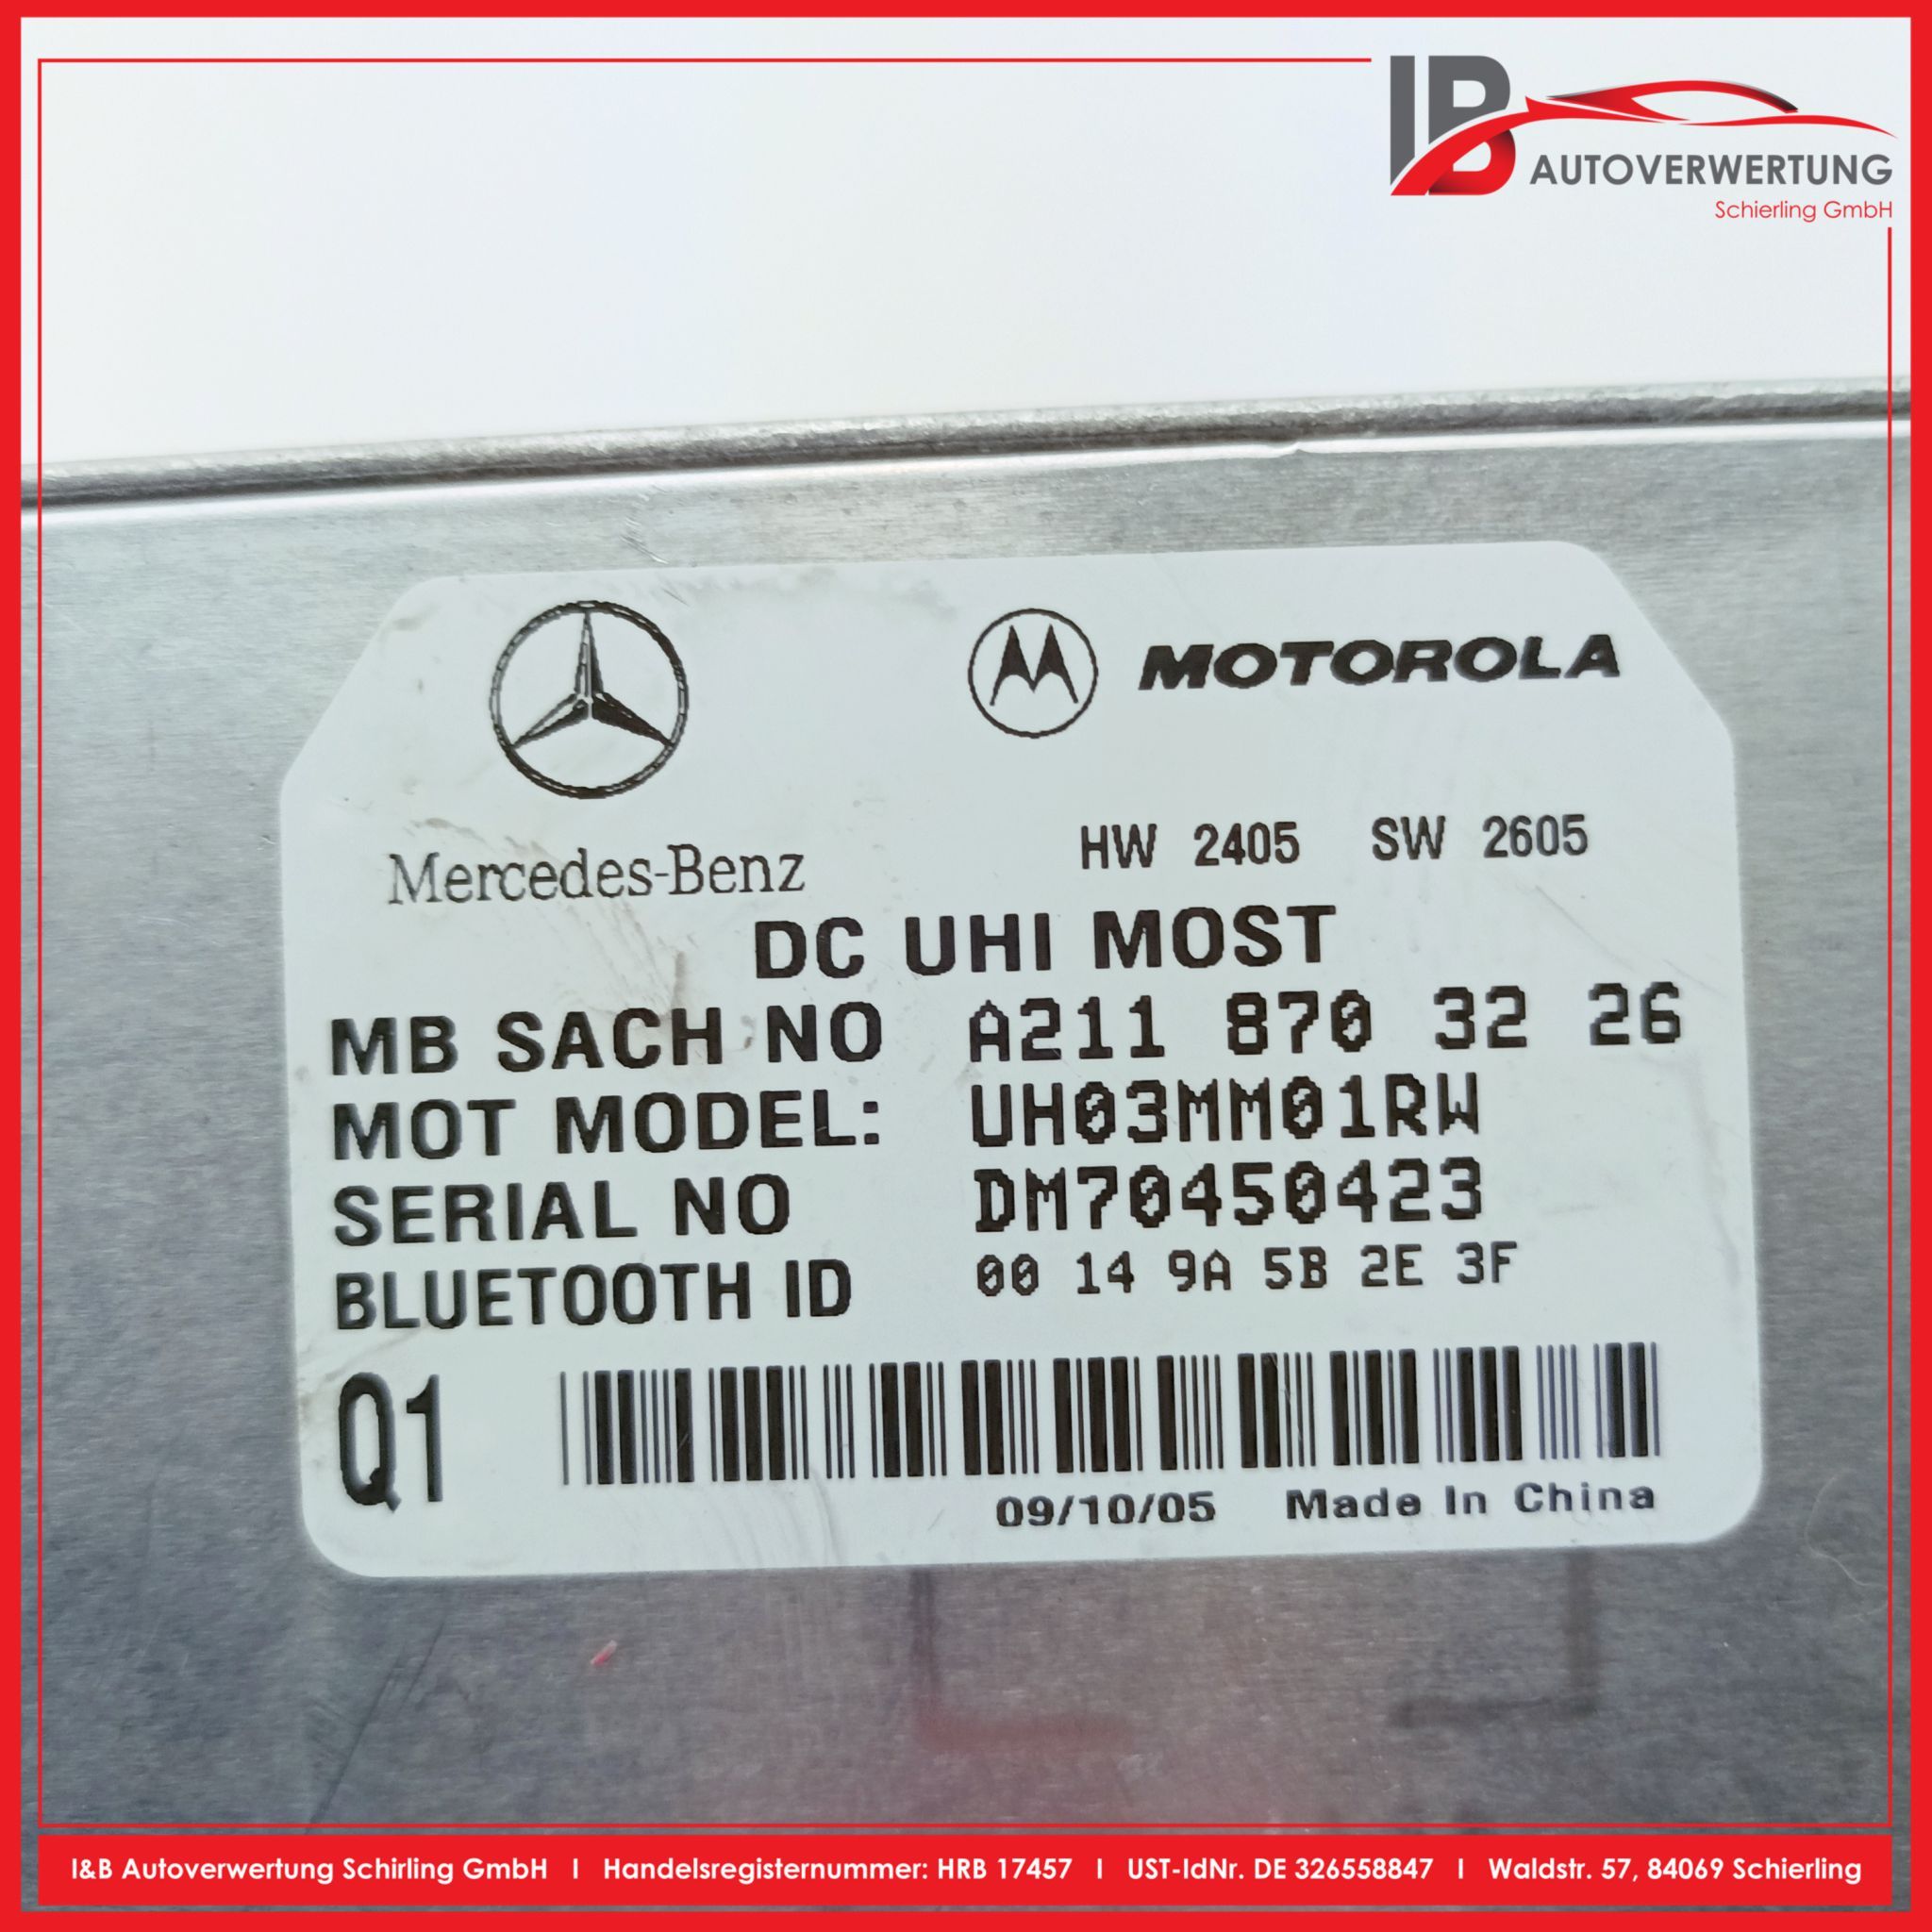 IB
AUTOVERWERTUNG
Schierling GmbH
MOTOROLA
Mercedes-Benz
HW 2405 SW 2605
DC UHI MOST
MB SACH NO A211 870 32 26
MOT MODEL: UH03MM01RW
SERIAL NO DM70450423
BLUETOOTH ID 00 14 9A 5B 2E 3F
Q1
09/10/05 Made In China
I&B Autoverwertung Schirling GmbH I Handelsregisternummer: HRB 17457 I UST-IdNr. DE 326558847 I Waldstr. 57, 84069 Schierling